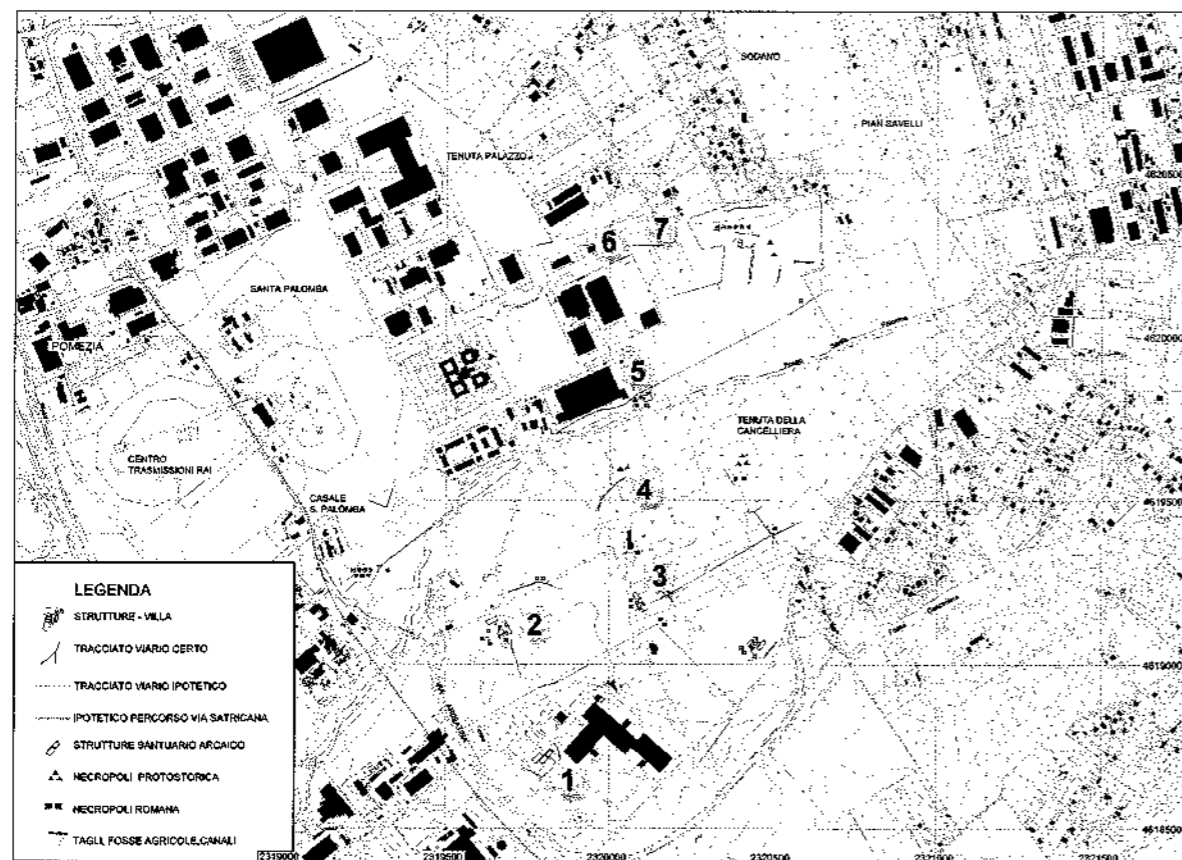 SODANO
PIAN SAVELLI
TENUTA PALAZZO
4620500
7
6
SANTA PALOMBA
POMEZIA
4620000
5
TENUTA DELLA
CANCELLIERA
CENTRO
TRASMISSIONI RAI
CASALE
S. PALOMBA
4
4619500
3
2
4619000
1
4618500
LEGENDA
STRUTTURE - VILLA
TRACCIATO VIARIO CERTO
TRACCIATO VIARIO IPOTETICO
IPOTETICO PERCORSO VIA SATRICANA
STRUTTURE SANTUARIO ARCAICO
NECROPOLI PROTOSTORICA
NECROPOLI ROMANA
TAGLI, FOSSE AGRICOLE, CANALI
2319000
2319500
2320000
2320500
2321000
2321500